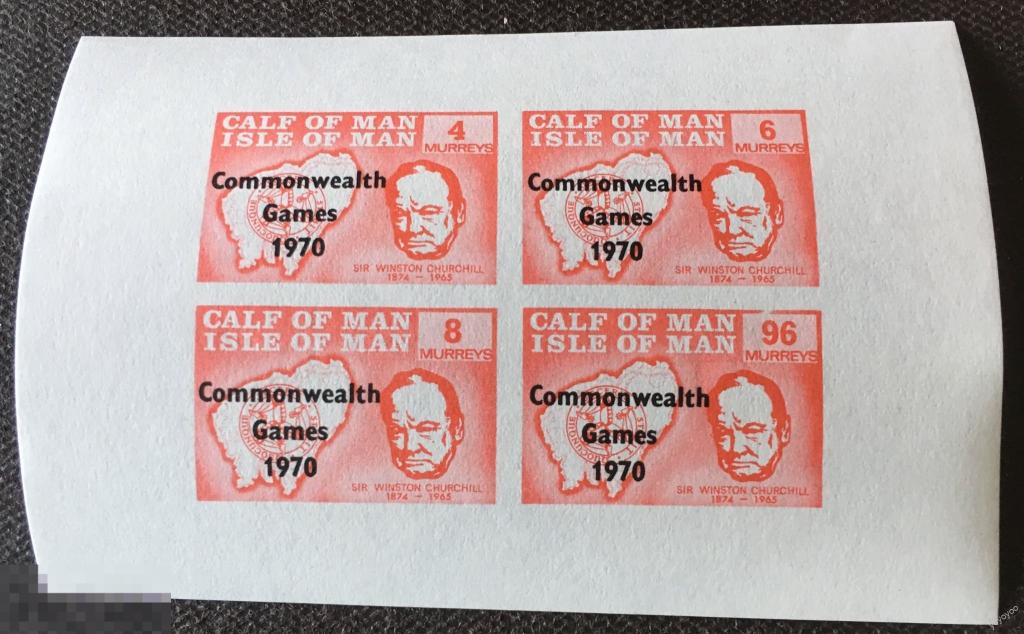 CALF OF MAN
ISLE OF MAN
4
MURREYS
Commonwealth
Games
1970
SIR WINSTON CHURCHILL
1874 – 1965
CALF OF MAN
ISLE OF MAN
6
MURREYS
Commonwealth
Games
1970
SIR WINSTON CHURCHILL
1874 – 1965
CALF OF MAN
ISLE OF MAN
8
MURREYS
Commonwealth
Games
1970
SIR WINSTON CHURCHILL
1874 – 1965
CALF OF MAN
ISLE OF MAN
96
MURREYS
Commonwealth
Games
1970
SIR WINSTON CHURCHILL
1874 – 1965